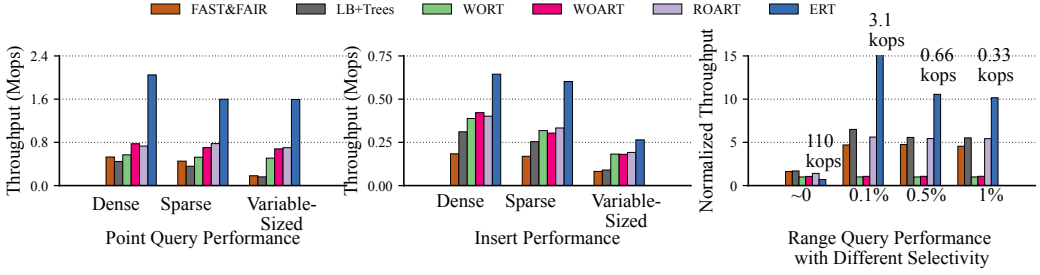 FAST&FAIR LB+Trees WORT WOART ROART ERT
Throughput (Mops)
2.4
1.6
0.8
0.0
Dense Sparse Variable-
Sized
Point Query Performance
Throughput (Mops)
0.75
0.50
0.25
0.00
Dense Sparse Variable-
Sized
Insert Performance
Normalized Throughput
15
10
5
0
110
kops
3.1
kops
0.66
kops
0.33
kops
~0 0.1% 0.5% 1%
Range Query Performance
with Different Selectivity